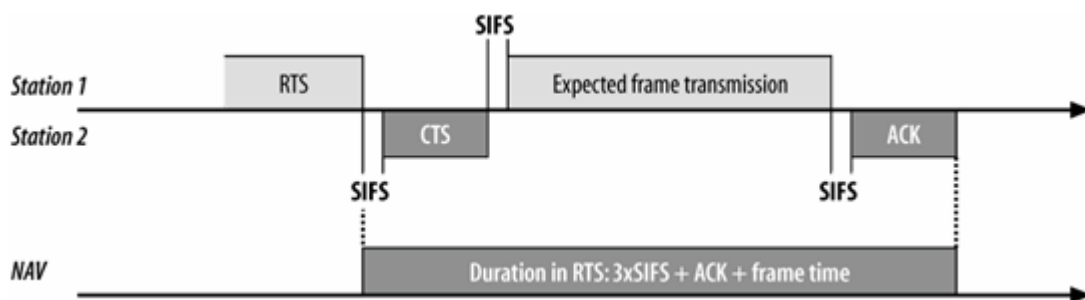 SIFS
Station 1
RTS
Expected frame transmission
Station 2
CTS
ACK
SIFS
SIFS
NAV
Duration in RTS: 3xSIFS + ACK + frame time